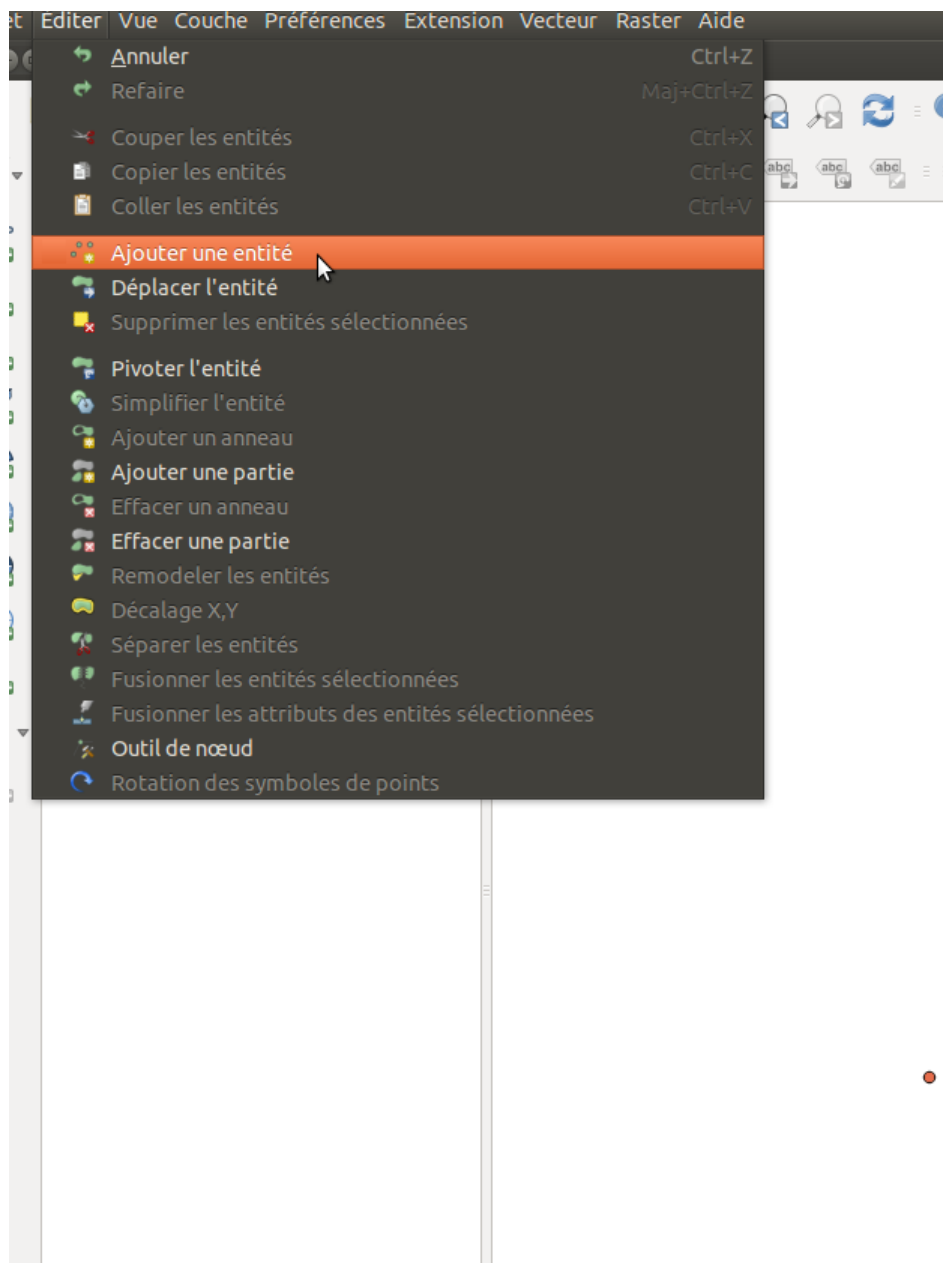 et Éditer Vue Couche Préférences Extension Vecteur Raster Aide
Annuler Ctrl+Z
Refaire Maj+Ctrl+Z
Couper les entités Ctrl+X
Copier les entités Ctrl+C
Coller les entités Ctrl+V
abc abc abc
Ajouter une entité
Déplacer l'entité
Supprimer les entités sélectionnées
Pivoter l'entité
Simplifier l'entité
Ajouter un anneau
Ajouter une partie
Effacer un anneau
Effacer une partie
Remodeler les entités
Décalage X,Y
Séparer les entités
Fusionner les entités sélectionnées
Fusionner les attributs des entités sélectionnées
Outil de nœud
Rotation des symboles de points